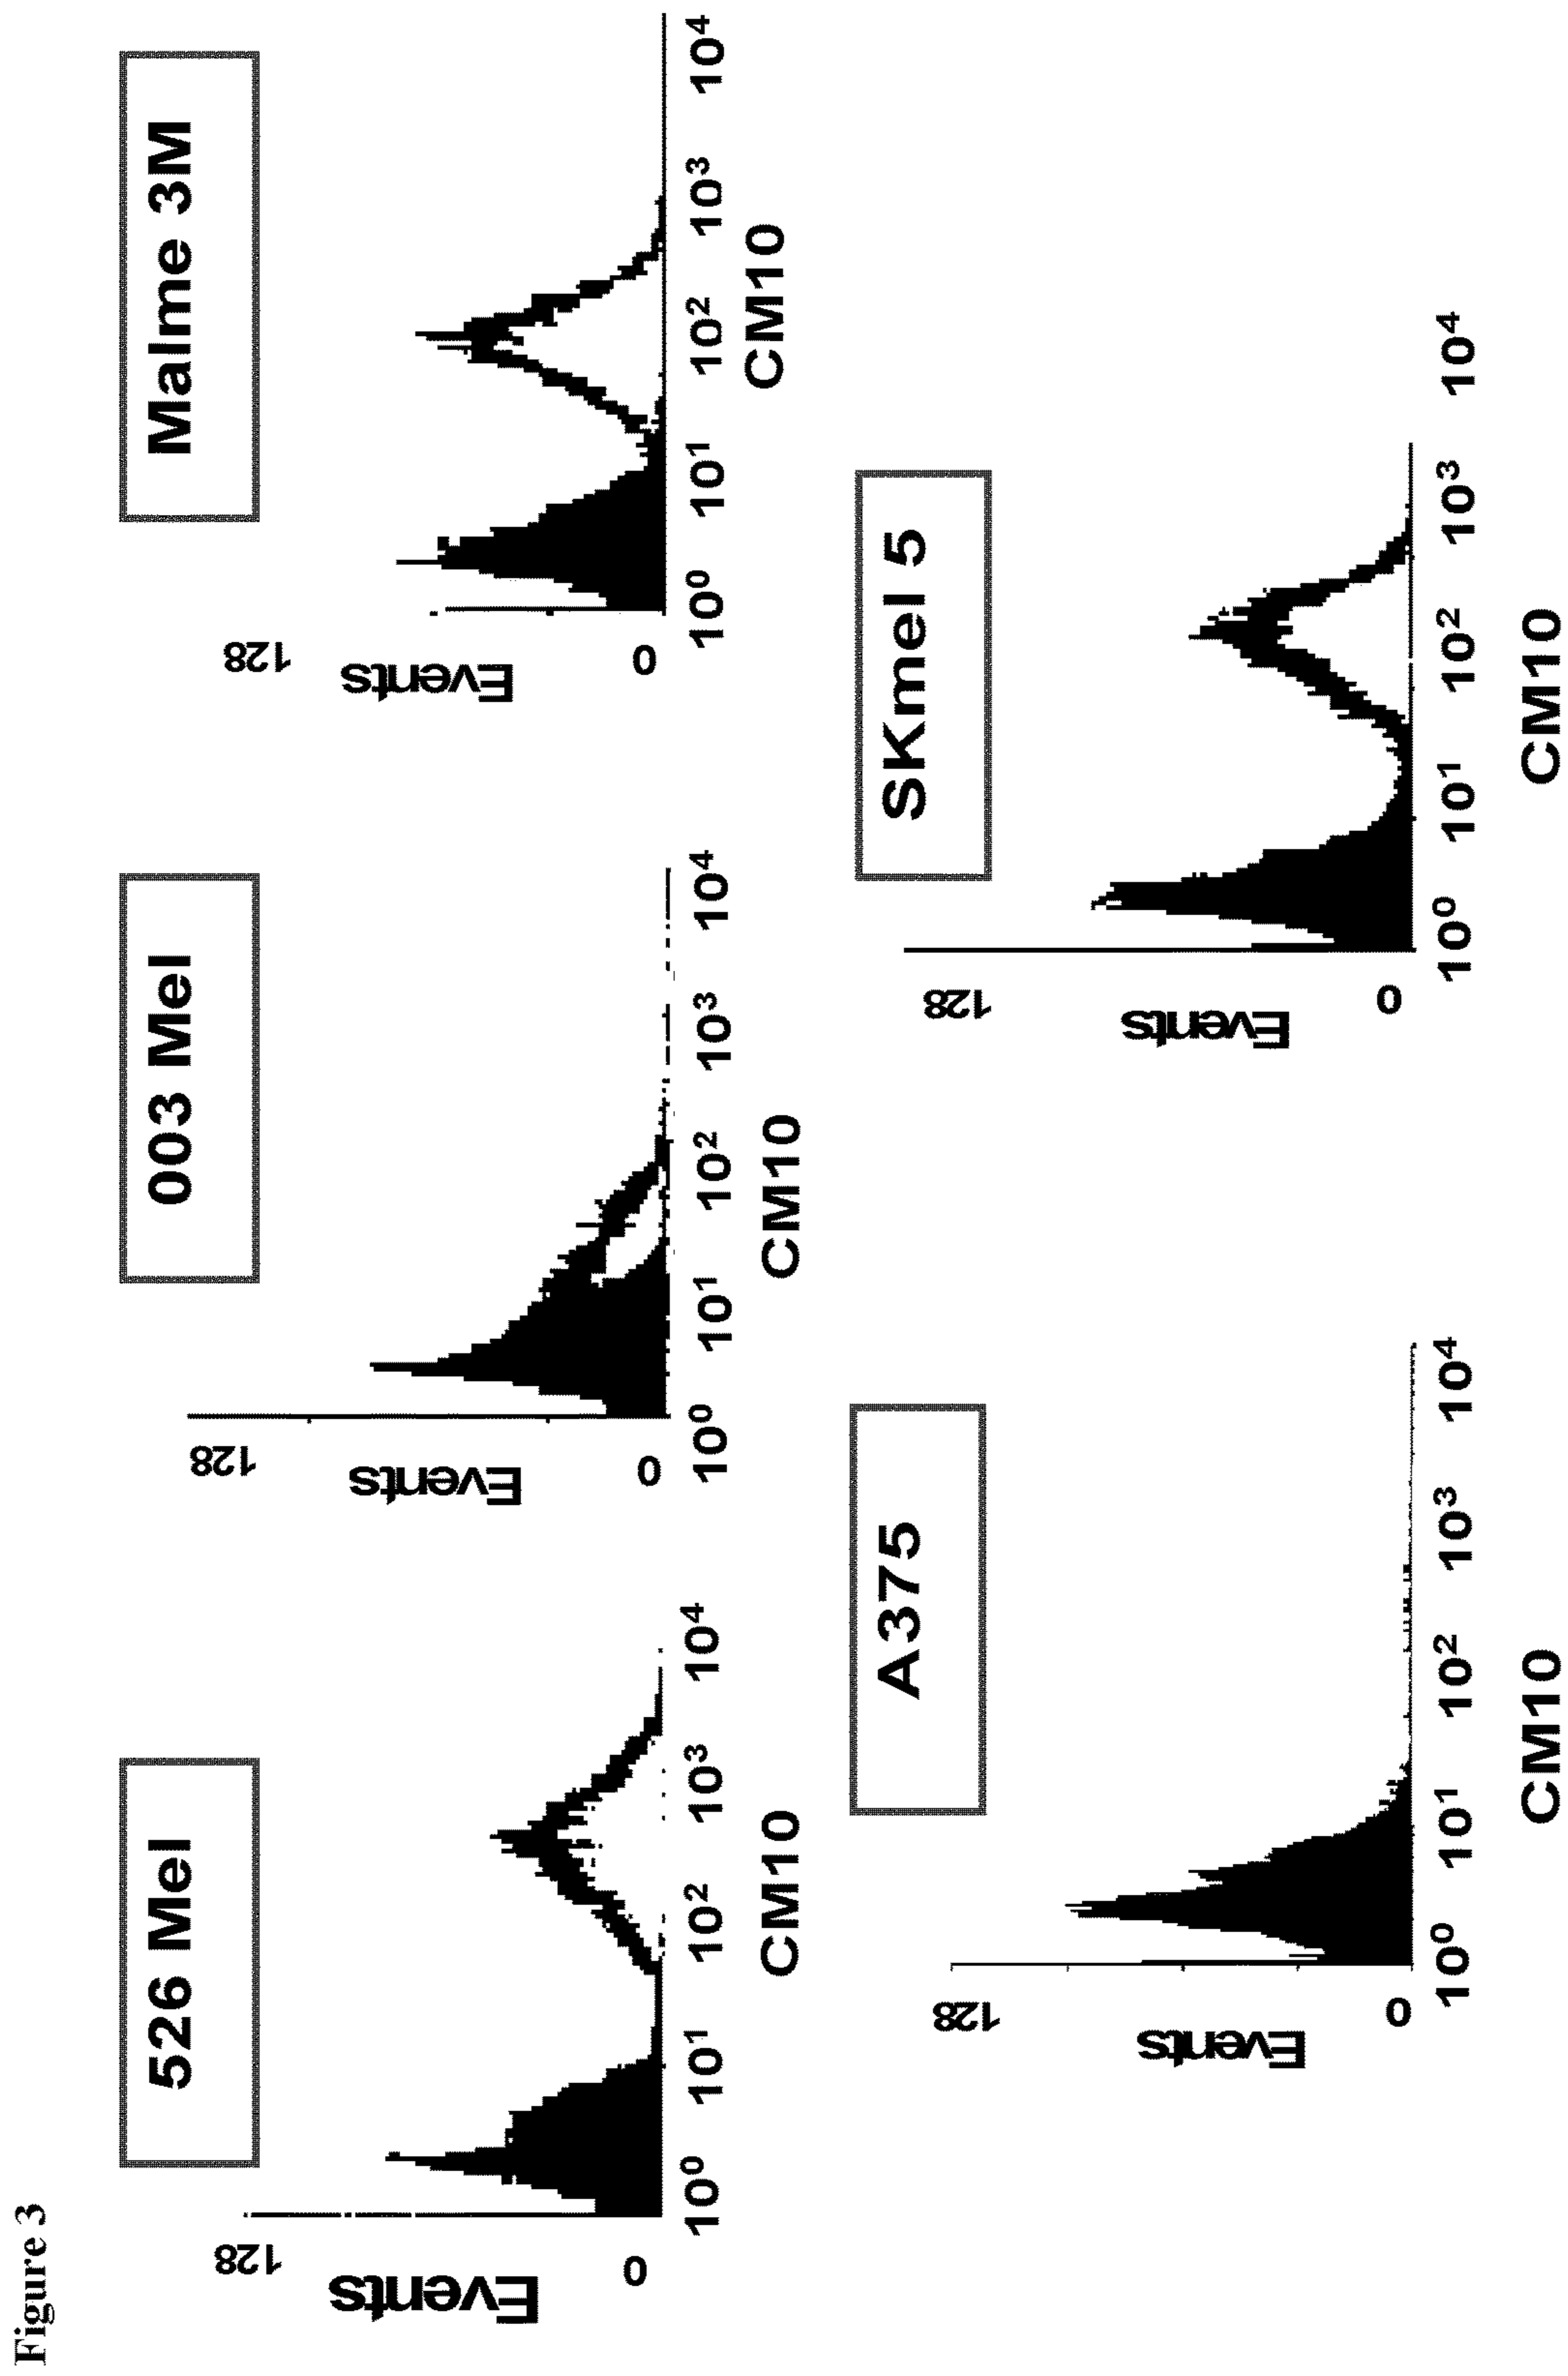 Figure 3
526 Mel
128
Events
0
10⁰ 10¹ 10² 10³ 10⁴
CM10
003 Mel
128
Events
0
10⁰ 10¹ 10² 10³ 10⁴
CM10
Malme 3M
128
Events
0
10⁰ 10¹ 10² 10³ 10⁴
CM10
A375
128
Events
0
10⁰ 10¹ 10² 10³ 10⁴
CM10
SKmel 5
128
Events
0
10⁰ 10¹ 10² 10³ 10⁴
CM10